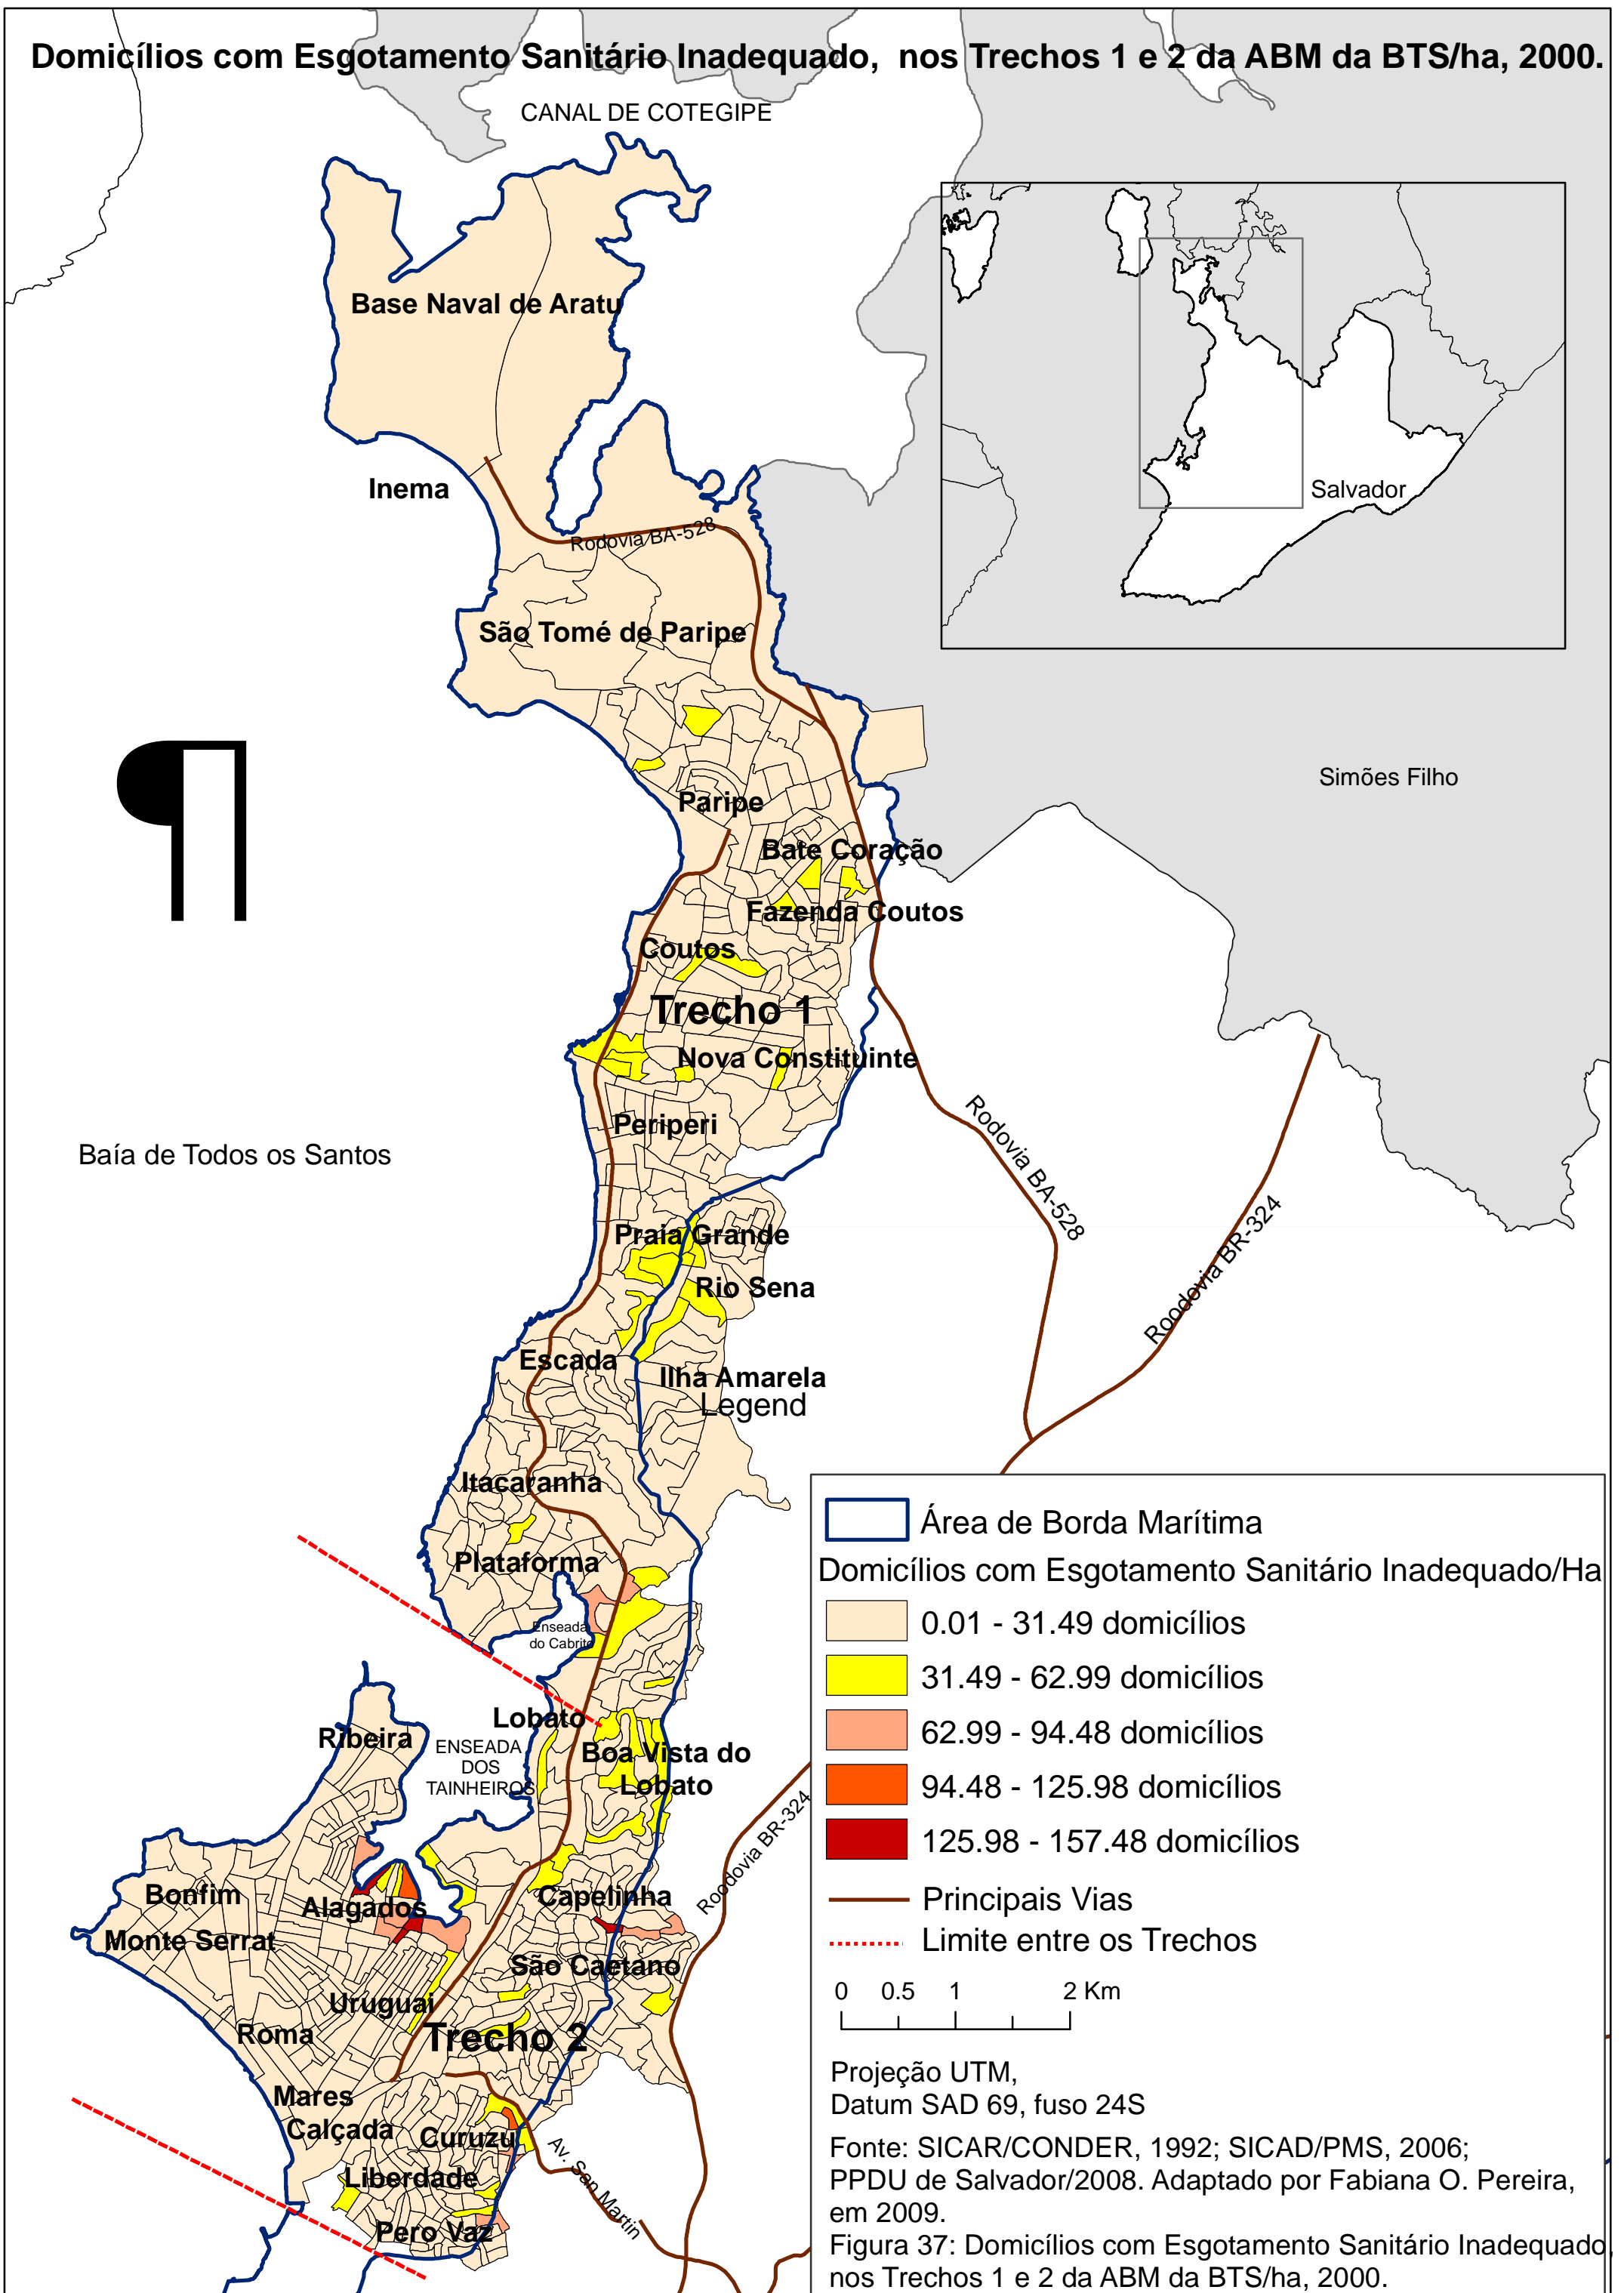 Domicílios com Esgotamento Sanitário Inadequado, nos Trechos 1 e 2 da ABM da BTS/ha, 2000.
CANAL DE COTEGIPE
Base Naval de Aratu
Inema
Salvador
Rodovia BA-528
São Tomé de Paripe
¶
Simões Filho
Paripe
Bate Coração
Fazenda Coutos
Coutos
Trecho 1
Nova Constituinte
Periperi
Rodovia BA-528
Baía de Todos os Santos
Roodovia BR-324
Praia Grande
Rio Sena
Escada
Ilha Amarela
Legend
Itacaranha
Plataforma
Enseada
do Cabrito
Lobato
Ribeira
ENSEADA
DOS
TAINHEIROS
Boa Vista do
Lobato
Roodovia BR-324
Bonfim
Alagados
Capelinha
Monte Serrat
São Caetano
Uruguai
Roma
Trecho 2
Mares
Calçada
Curuzu
Av. San Martin
Liberdade
Pero Vaz
Área de Borda Marítima
Domicílios com Esgotamento Sanitário Inadequado/Ha
0.01 - 31.49 domicílios
31.49 - 62.99 domicílios
62.99 - 94.48 domicílios
94.48 - 125.98 domicílios
125.98 - 157.48 domicílios
Principais Vias
Limite entre os Trechos
0 0.5 1 2 Km
Projeção UTM,
Datum SAD 69, fuso 24S
Fonte: SICAR/CONDER, 1992; SICAD/PMS, 2006;
PPDU de Salvador/2008. Adaptado por Fabiana O. Pereira,
em 2009.
Figura 37: Domicílios com Esgotamento Sanitário Inadequado,
nos Trechos 1 e 2 da ABM da BTS/ha, 2000.